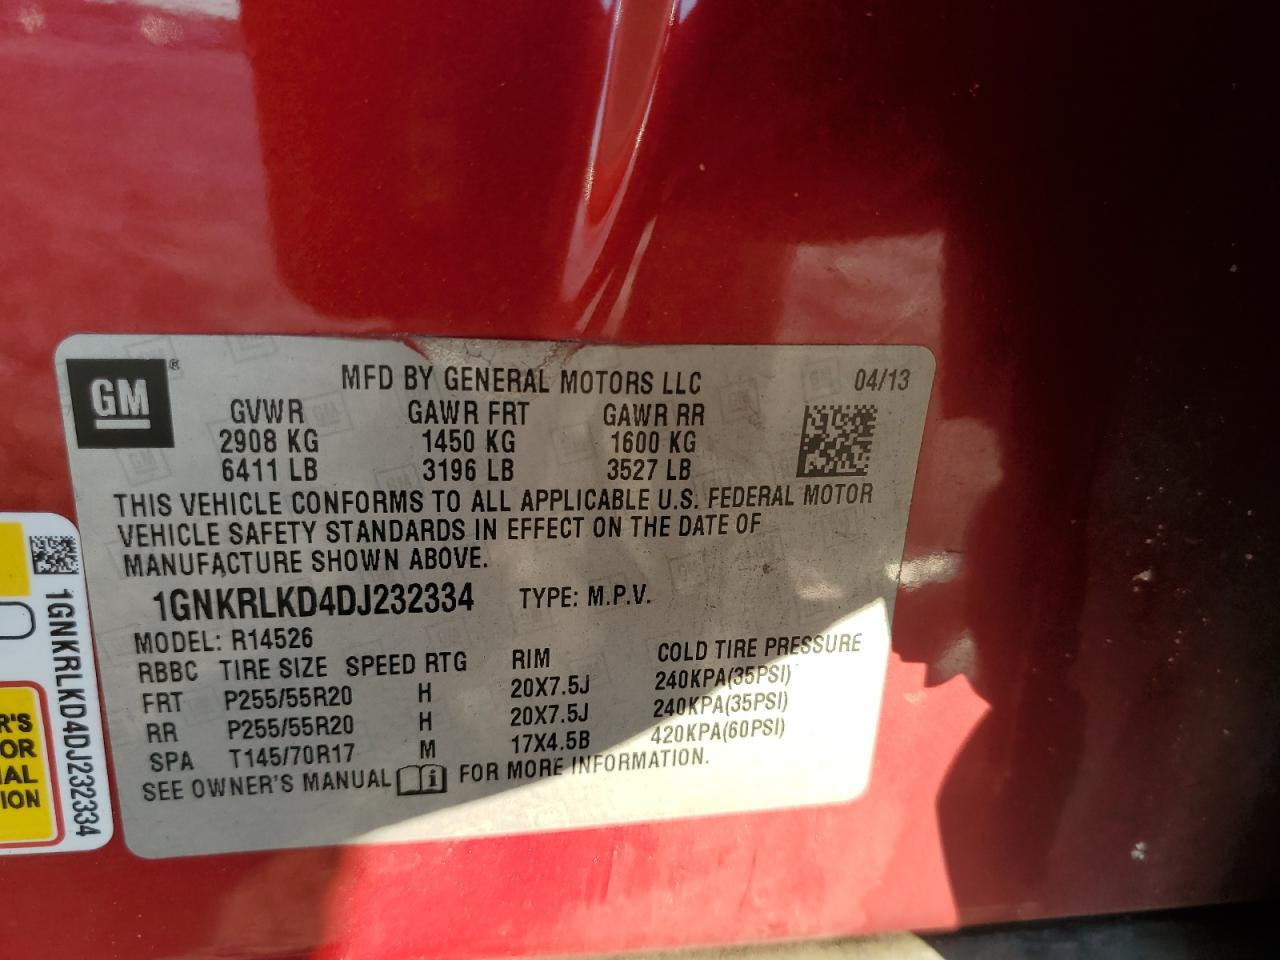 GM ®
MFD BY GENERAL MOTORS LLC 04/13
GVWR GAWR FRT GAWR RR
2908 KG 1450 KG 1600 KG
6411 LB 3196 LB 3527 LB
THIS VEHICLE CONFORMS TO ALL APPLICABLE U.S. FEDERAL MOTOR
VEHICLE SAFETY STANDARDS IN EFFECT ON THE DATE OF
MANUFACTURE SHOWN ABOVE.
1GNKRLKD4DJ232334 TYPE: M.P.V.
MODEL: R14526
RBBC TIRE SIZE SPEED RTG RIM COLD TIRE PRESSURE
FRT P255/55R20 H 20X7.5J 240KPA(35PSI)
RR P255/55R20 H 20X7.5J 240KPA(35PSI)
SPA T145/70R17 M 17X4.5B 420KPA(60PSI)
SEE OWNER'S MANUAL i FOR MORE INFORMATION.
1GNKRLKD4DJ232334
R'S
OR
IAL
ION